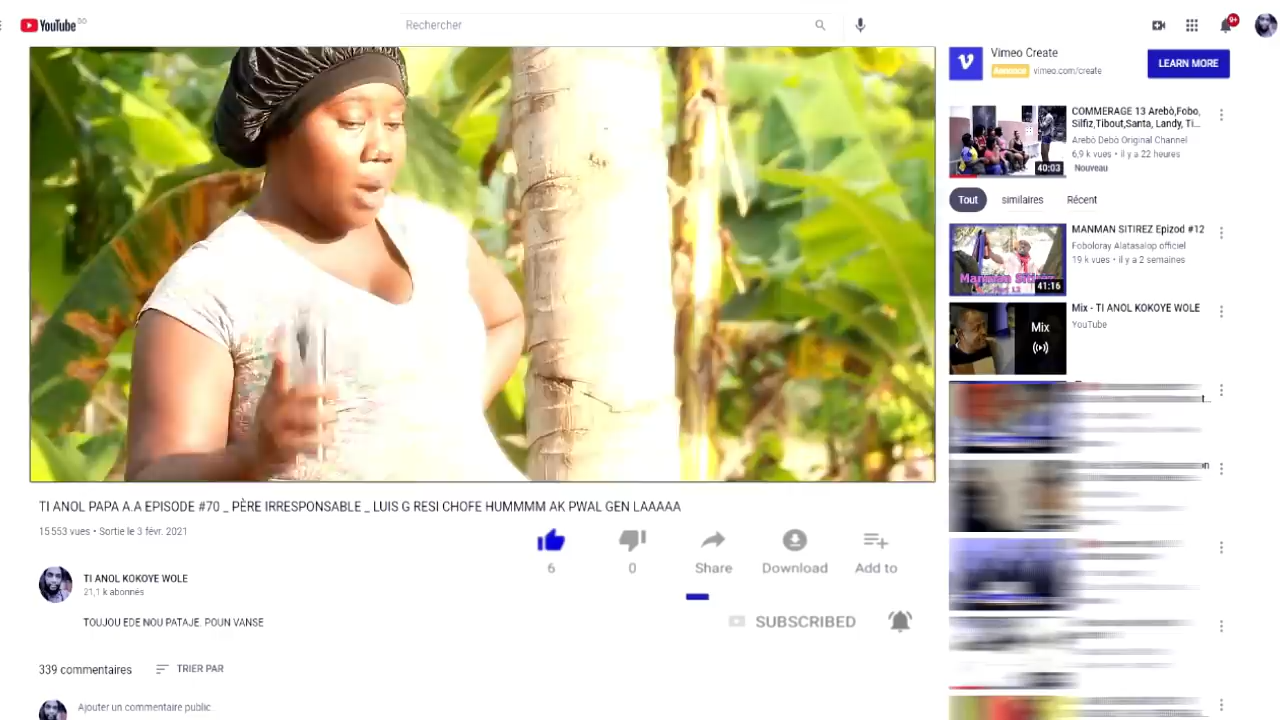 YouTube
Rechercher
9+
TI ANOL PAPA A.A EPISODE #70 _ PÈRE IRRESPONSABLE _ LUIS G RESI CHOFE HUMMMM AK PWAL GEN LAAAAA
15 553 vues • Sortie le 3 févr. 2021
6
0
Share
Download
Add to
TI ANOL KOKOYE WOLE
21,1 k abonnés
SUBSCRIBED
TOUJOU EDE NOU PATAJE. POUN VANSE
339 commentaires
TRIER PAR
Ajouter un commentaire public...
Vimeo Create
Annonce vimeo.com/create
LEARN MORE
COMMERAGE 13 Arebò,Fobo,
Silfiz,Tibout,Santa, Landy, Ti...
Arebò Debò Original Channel
6,9 k vues • il y a 22 heures
Nouveau
40:03
Tout
similaires
Récent
MANMAN SITIREZ Epizod #12
Foboloray Alatasaiop officiel
19 k vues • il y a 2 semaines
41:16
Mix - TI ANOL KOKOYE WOLE
YouTube
Mix